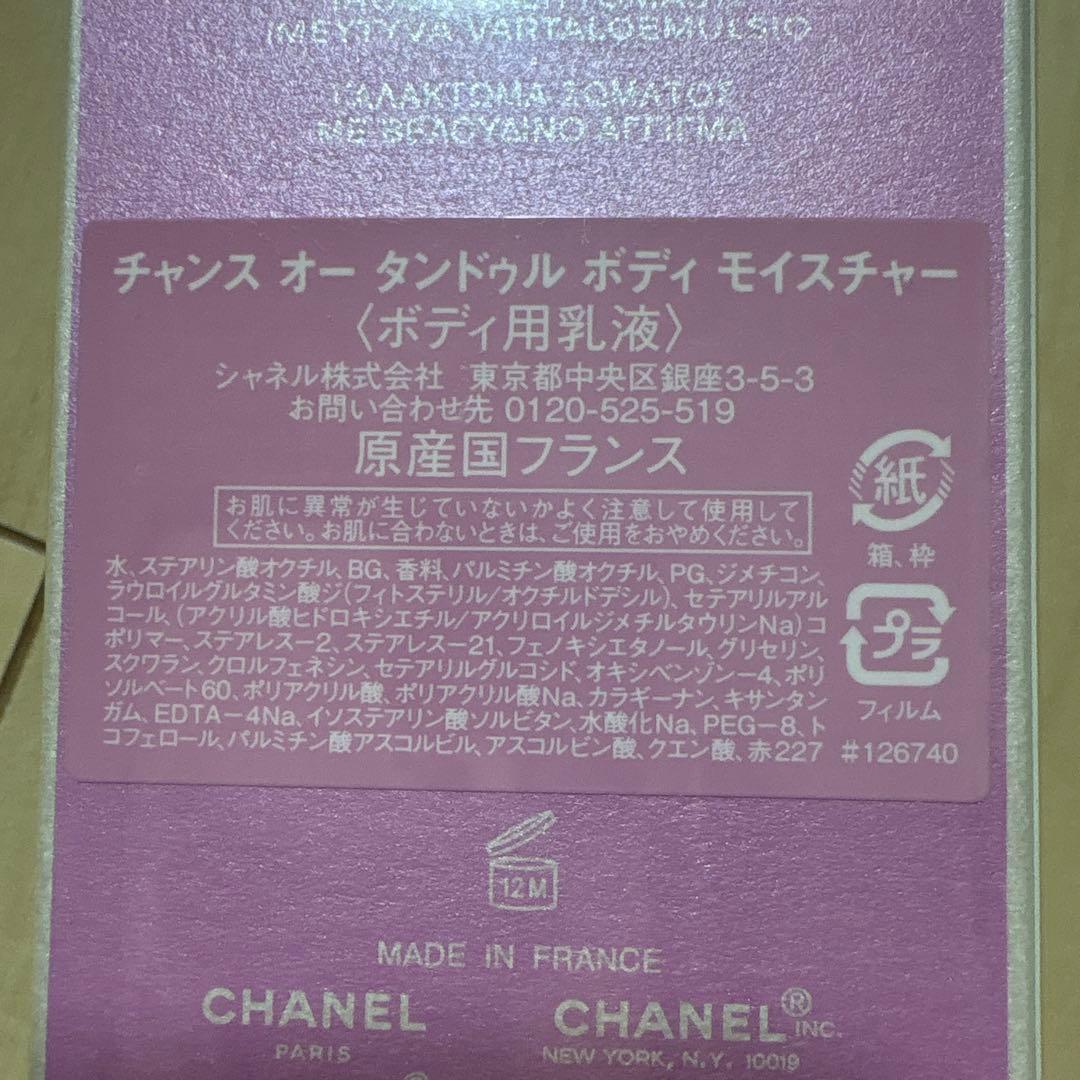 IMEYTYVÄ VARTALOEMULSIO
ΓΑΛΑΚΤΩΜΑ ΣΩΜΑΤΟΣ
ΜΕ ΒΕΛΟΥΔΙΝΟ ΑΓΓΙΓΜΑ
チャンス オー タンドゥル ボディ モイスチャー
〈ボディ用乳液〉
シャネル株式会社 東京都中央区銀座3-5-3
お問い合わせ先 0120-525-519
原産国フランス
お肌に異常が生じていないかよく注意して使用して
ください。お肌に合わないときは、ご使用をおやめください。
紙
箱、枠
水、ステアリン酸オクチル、BG、香料、パルミチン酸オクチル、PG、ジメチコン、
ラウロイルグルタミン酸ジ(フィトステリル/オクチルドデシル)、セテアリルアル
コール、(アクリル酸ヒドロキシエチル/アクリロイルジメチルタウリンNa)コ
ポリマー、ステアレス−2、ステアレス−21、フェノキシエタノール、グリセリン、
スクワラン、クロルフェネシン、セテアリルグルコシド、オキシベンゾン−4、ポリ
ソルベート60、ポリアクリル酸、ポリアクリル酸Na、カラギーナン、キサンタン
ガム、EDTA−4Na、イソステアリン酸ソルビタン、水酸化Na、PEG−8、ト
コフェロール、パルミチン酸アスコルビル、アスコルビン酸、クエン酸、赤227
プラ
フィルム
#126740
12M
MADE IN FRANCE
CHANEL
PARIS
CHANEL® INC.
NEW YORK, N.Y. 10019